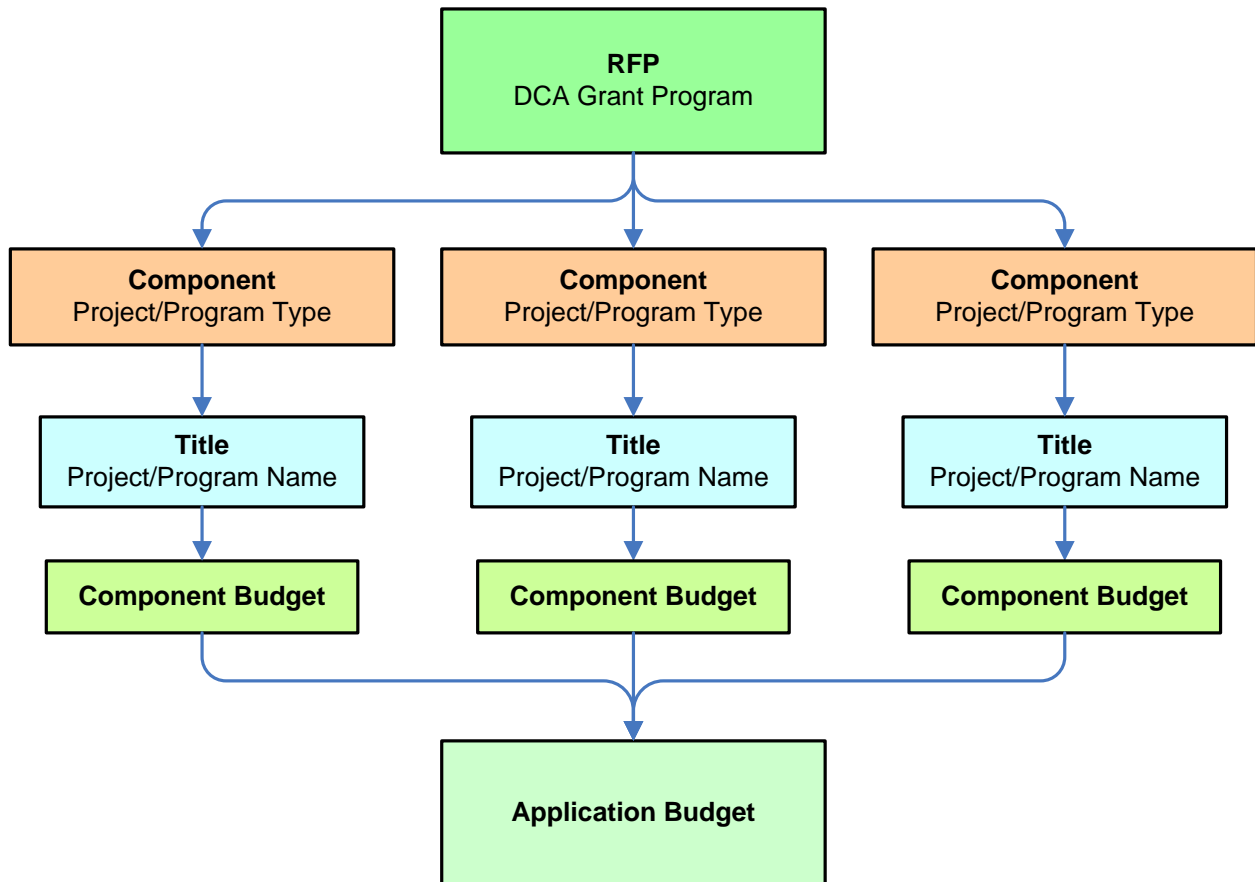 RFP
DCA Grant Program
Component
Project/Program Type
Component
Project/Program Type
Component
Project/Program Type
Title
Project/Program Name
Title
Project/Program Name
Title
Project/Program Name
Component Budget
Component Budget
Component Budget
Application Budget